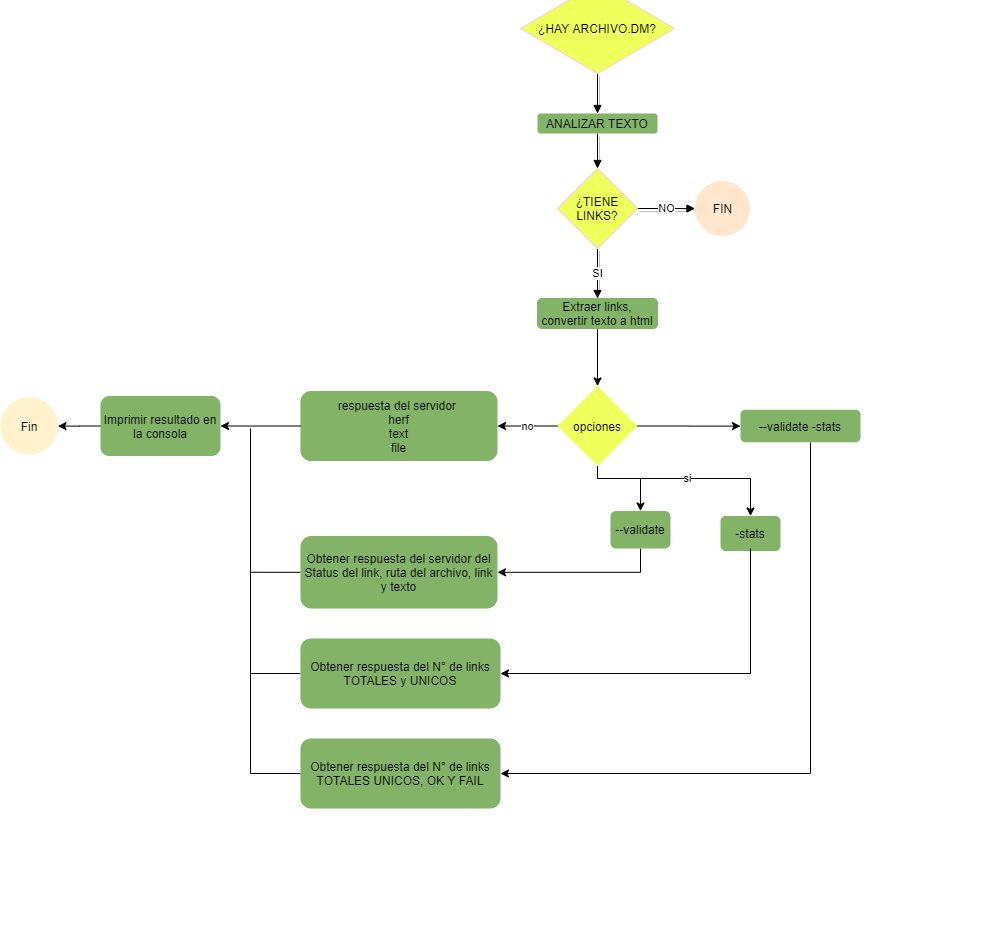 ¿HAY ARCHIVO.DM?
ANALIZAR TEXTO
¿TIENE
LINKS?
NO
FIN
SI
Extraer links,
convertir texto a html
Fin
Imprimir resultado en
la consola
respuesta del servidor
herf
text
file
no
opciones
--validate -stats
si
--validate
-stats
Obtener respuesta del servidor del
Status del link, ruta del archivo, link
y texto
Obtener respuesta del N° de links
TOTALES y UNICOS
Obtener respuesta del N° de links
TOTALES UNICOS, OK Y FAIL